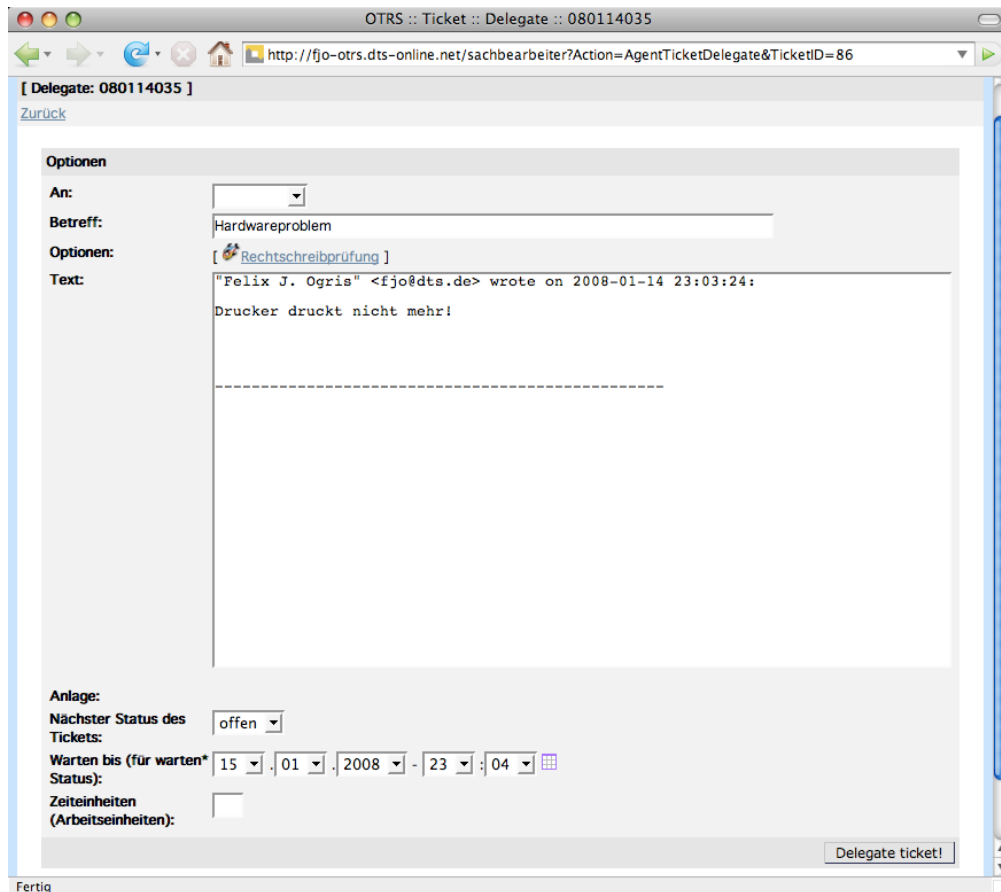 OTRS :: Ticket :: Delegate :: 080114035
http://fjo-otrs.dts-online.net/sachbearbeiter?Action=AgentTicketDelegate&TicketID=86
[ Delegate: 080114035 ]
Zurück
Optionen
An:
Betreff: Hardwareproblem
Optionen: [ Rechtschreibprüfung ]
Text: "Felix J. Ogris" <fjo@dts.de> wrote on 2008-01-14 23:03:24:
Drucker druckt nicht mehr!
-------------------------------------------------
Anlage:
Nächster Status des Tickets: offen
Warten bis (für warten* Status): 15 . 01 . 2008 - 23 : 04
Zeiteinheiten (Arbeitseinheiten):
Delegate ticket!
Fertig